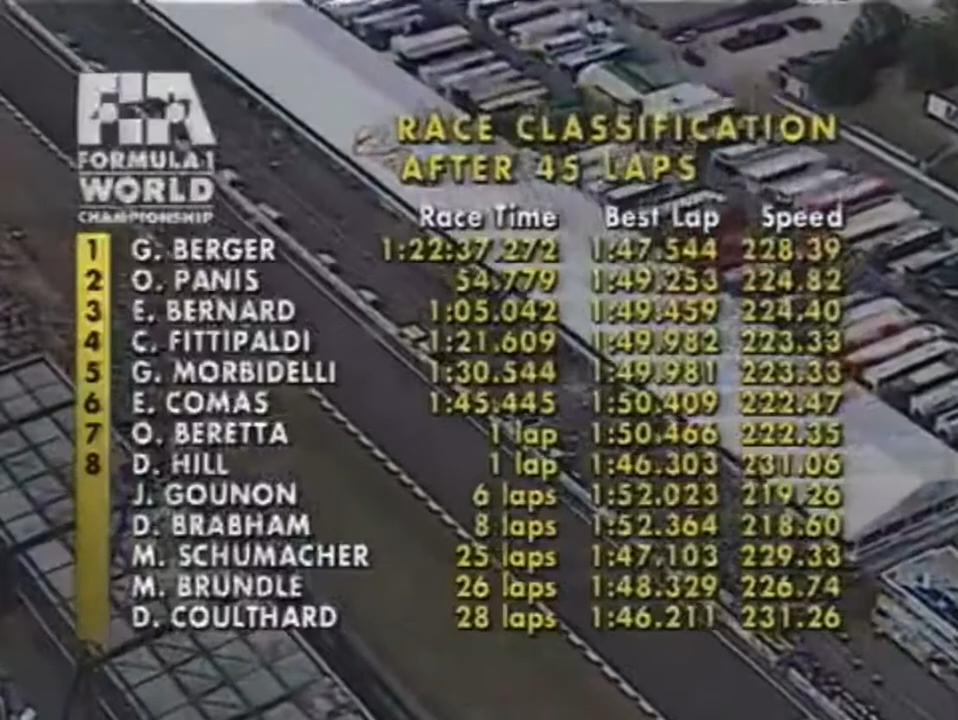 FIA
FORMULA 1
WORLD
CHAMPIONSHIP
RACE CLASSIFICATION
AFTER 45 LAPS
Race Time Best Lap Speed
1 G. BERGER 1:22:37.272 1:47.544 228.39
2 O. PANIS 54.779 1:49.253 224.82
3 E. BERNARD 1:05.042 1:49.459 224.40
4 C. FITTIPALDI 1:21.609 1:49.982 223.33
5 G. MORBIDELLI 1:30.544 1:49.981 223.33
6 E. COMAS 1:45.445 1:50.409 222.47
7 O. BERETTA 1 lap 1:50.466 222.35
8 D. HILL 1 lap 1:46.303 231.06
J. GOUNON 6 laps 1:52.023 219.26
D. BRABHAM 8 laps 1:52.364 218.60
M. SCHUMACHER 25 laps 1:47.103 229.33
M. BRUNDLE 26 laps 1:48.329 226.74
D. COULTHARD 28 laps 1:46.211 231.26